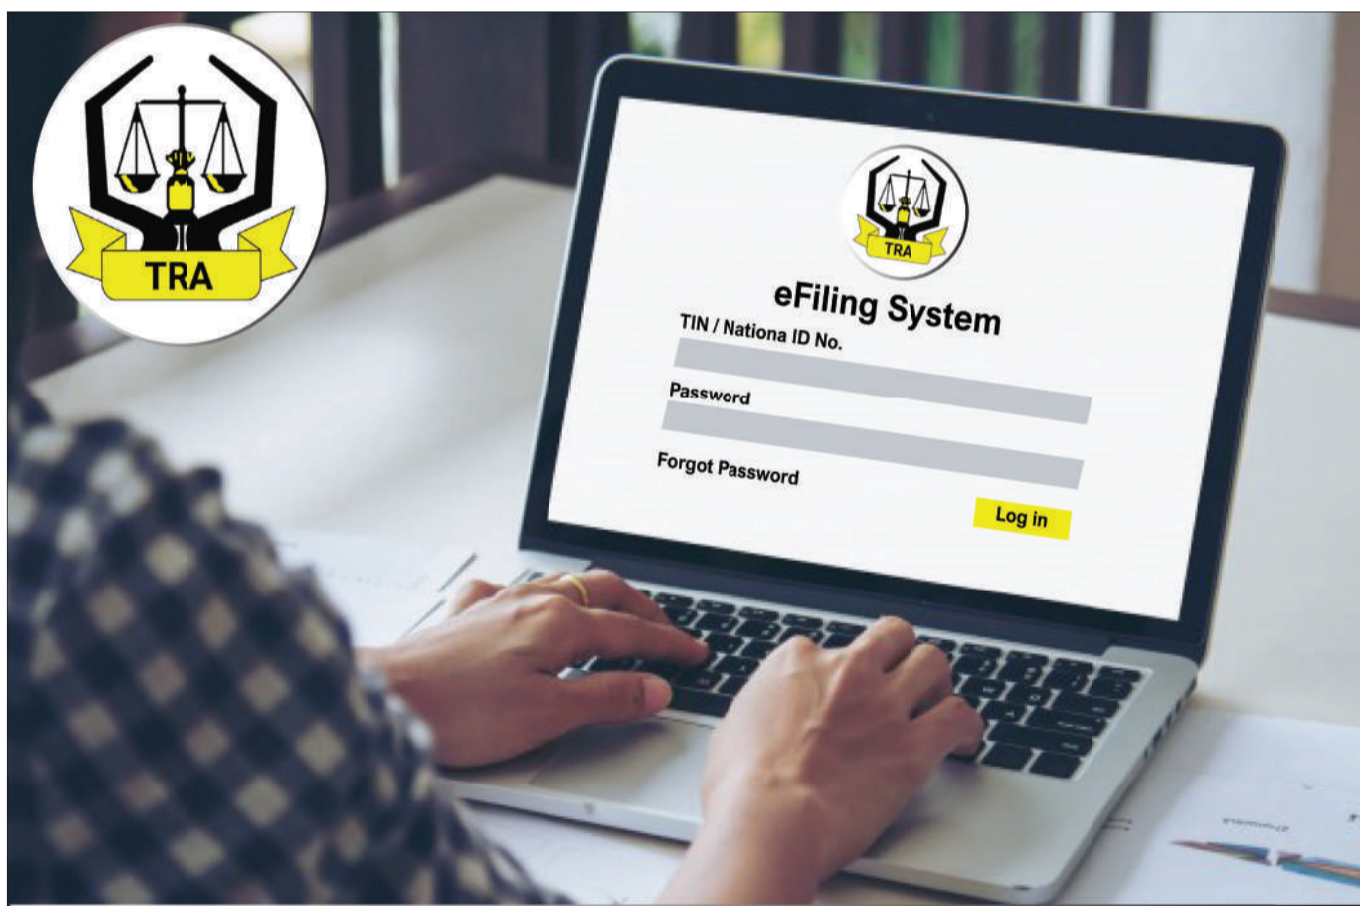 TRA
TRA
eFiling System
TIN / Nationa ID No.
Password
Forgot Password
Log in